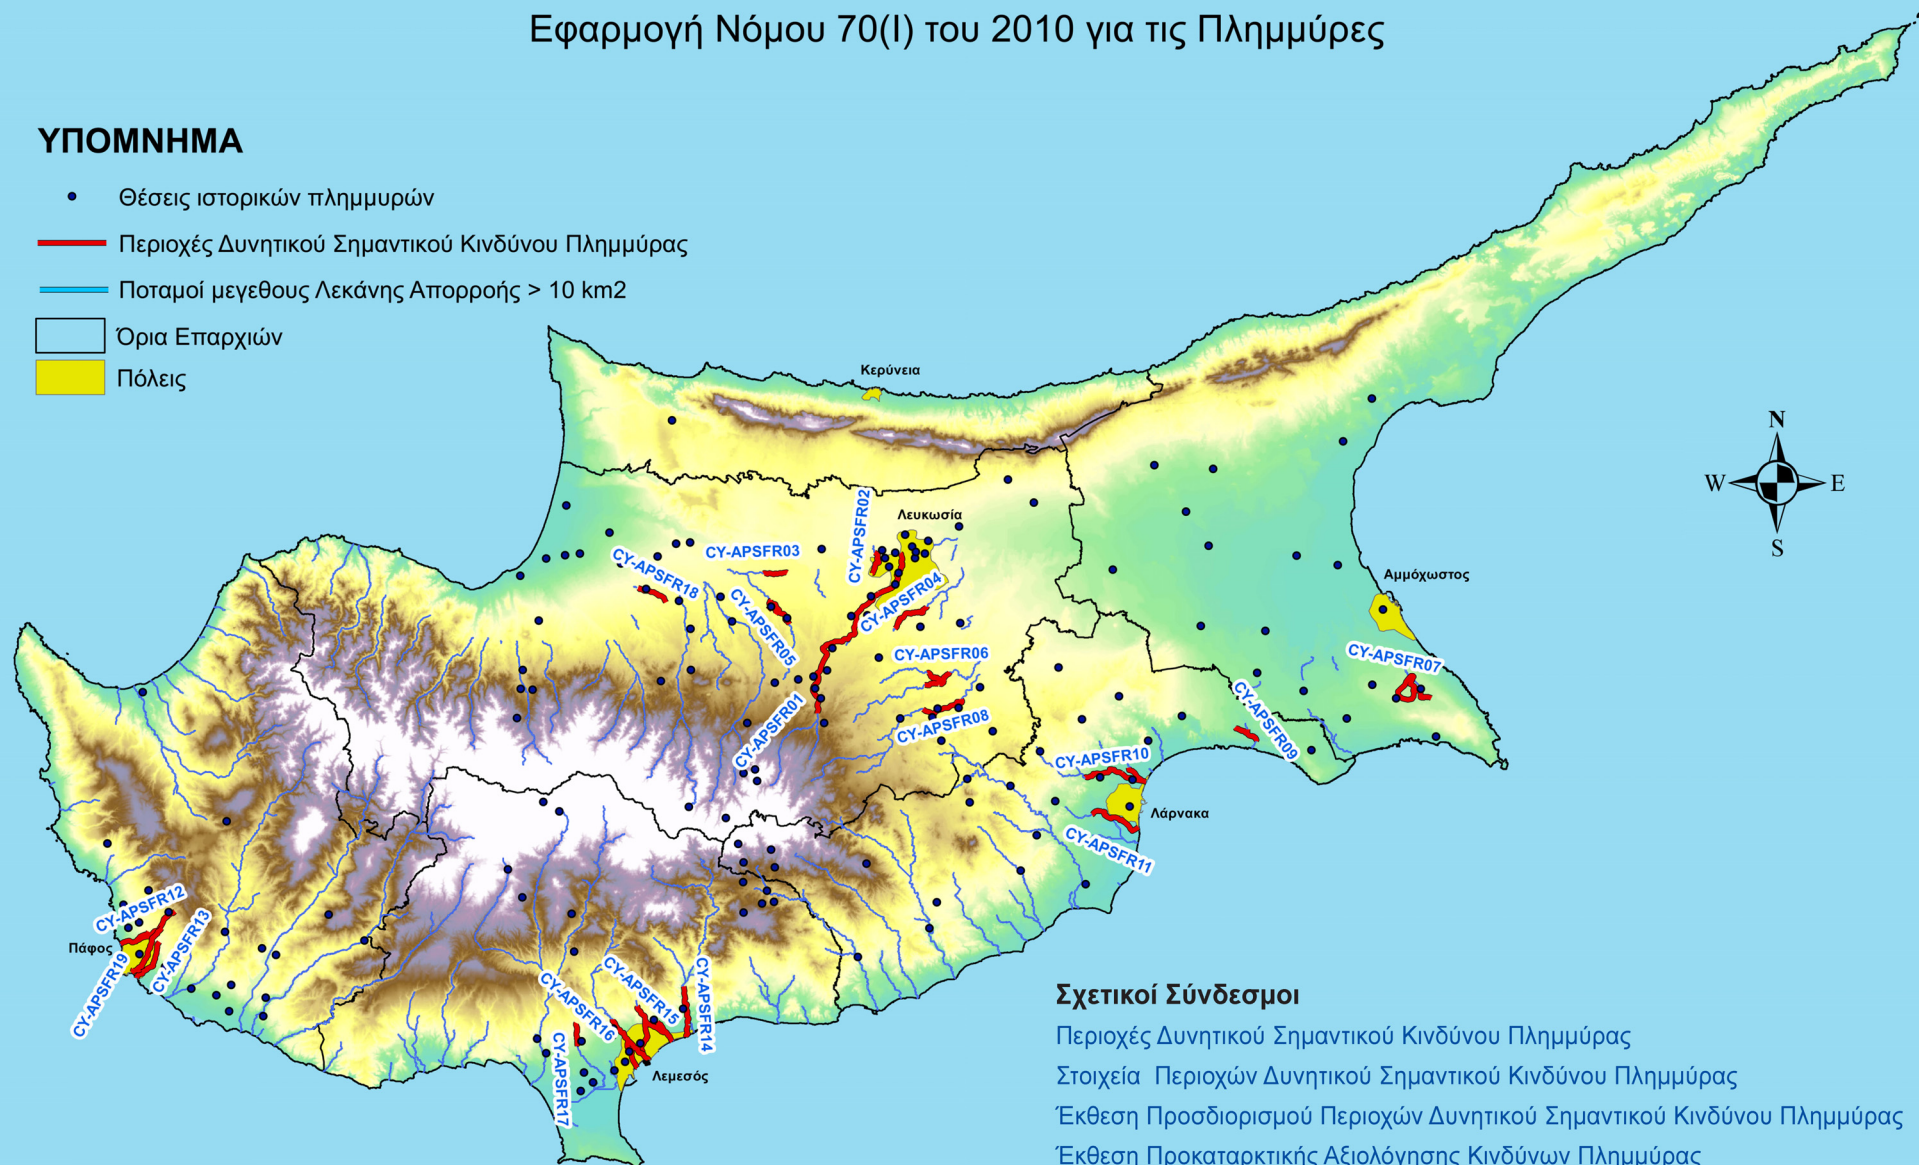 Εφαρμογή Νόμου 70(Ι) του 2010 για τις Πλημμύρες
ΥΠΟΜΝΗΜΑ
Θέσεις ιστορικών πλημμυρών
Περιοχές Δυνητικού Σημαντικού Κινδύνου Πλημμύρας
Ποταμοί μεγεθους Λεκάνης Απορροής > 10 km2
Όρια Επαρχιών
Πόλεις
Κερύνεια
N
W E
S
CY-APSFR02
Λευκωσία
CY-APSFR03
CY-APSFR18
CY-APSFR04
CY-APSFR05
Αμμόχωστος
CY-APSFR06
CY-APSFR07
CY-APSFR01
CY-APSFR08
CY-APSFR09
CY-APSFR10
Λάρνακα
CY-APSFR11
CY-APSFR12
Πάφος
CY-APSFR13
CY-APSFR19
CY-APSFR16
CY-APSFR15
CY-APSFR14
CY-APSFR17
Λεμεσός
Σχετικοί Σύνδεσμοι
Περιοχές Δυνητικού Σημαντικού Κινδύνου Πλημμύρας
Στοιχεία Περιοχών Δυνητικού Σημαντικού Κινδύνου Πλημμύρας
Έκθεση Προσδιορισμού Περιοχών Δυνητικού Σημαντικού Κινδύνου Πλημμύρας
Έκθεση Προκαταρκτικής Αξιολόγησης Κινδύνων Πλημμύρας